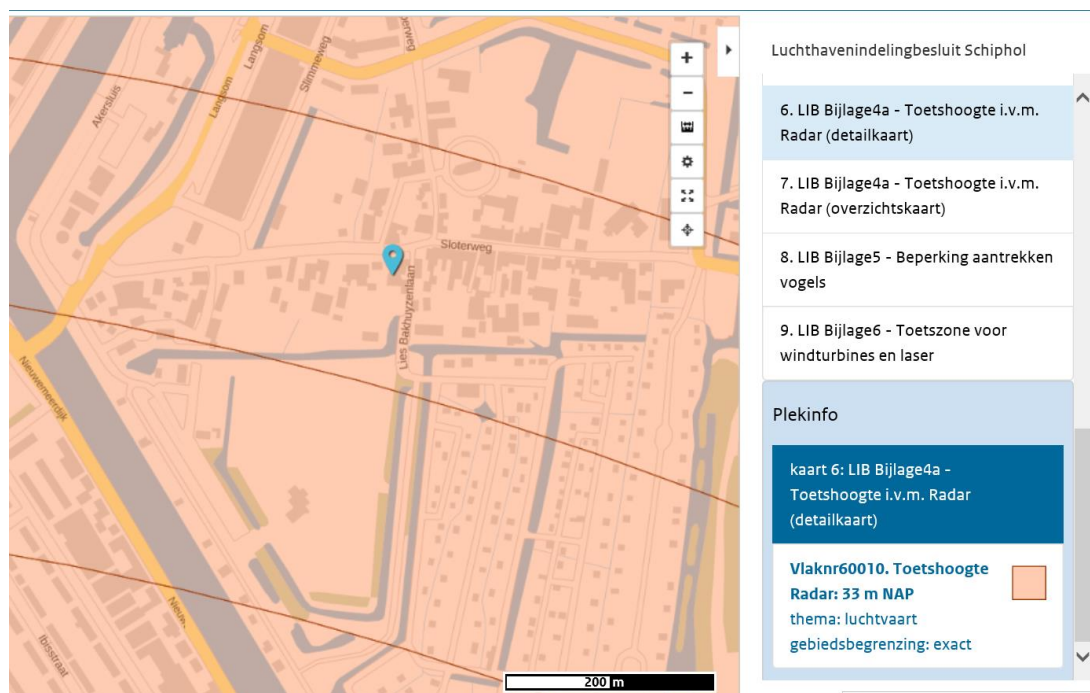 Luchthavenindelingbesluit Schiphol
6. LIB Bijlage4a - Toetshoogte i.v.m.
Radar (detailkaart)
7. LIB Bijlage4a - Toetshoogte i.v.m.
Radar (overzichtskaart)
8. LIB Bijlage5 - Beperking aantrekken
vogels
9. LIB Bijlage6 - Toetszone voor
windturbines en laser
Plekinfo
kaart 6: LIB Bijlage4a -
Toetshoogte i.v.m. Radar
(detailkaart)
Vlaknr60010. Toetshoogte
Radar: 33 m NAP
thema: luchtvaart
gebiedsbegrenzing: exact
Akersluis
Langsom
Langsom
Slimmeweg
Sloterweg
Lies Bakhuyzenlaan
Nieuwemeerdijk
Ibisstraat
200 m